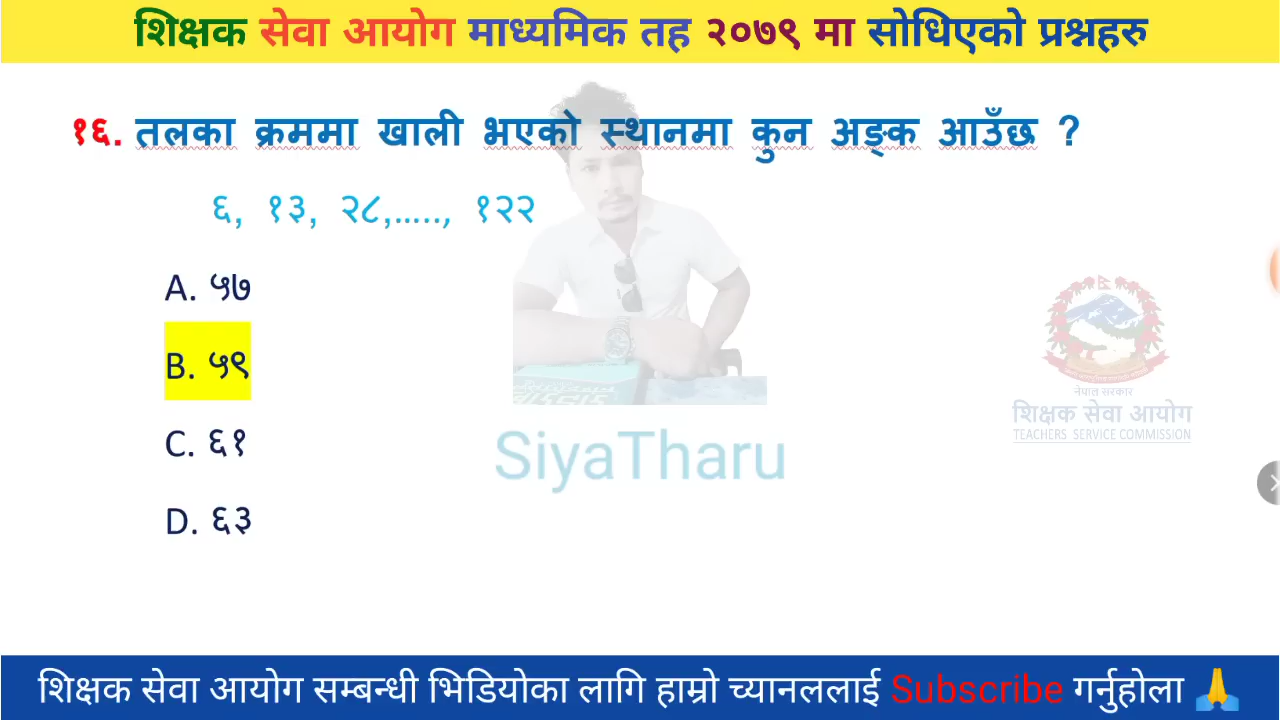 शिक्षक सेवा आयोग माध्यमिक तह २०७९ मा सोधिएको प्रश्नहरु
१६. तलका क्रममा खाली भएको स्थानमा कुन अङ्क आउँछ ?
६, १३, २८,....., १२२
A. ५७
B. ५९
C. ६१
D. ६३
SiyaTharu
नेपाल सरकार
शिक्षक सेवा आयोग
TEACHERS SERVICE COMMISSION
शिक्षक सेवा आयोग सम्बन्धी भिडियोका लागि हाम्रो च्यानललाई Subscribe गर्नुहोला 🙏